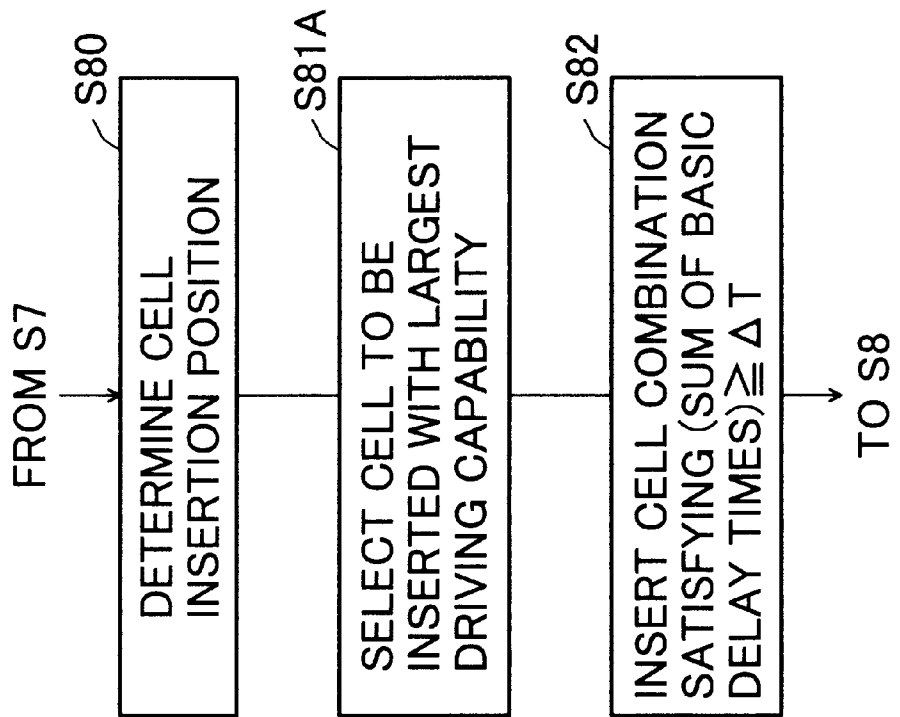 FROM S7
S80
DETERMINE CELL
INSERTION POSITION
S81A
SELECT CELL TO BE
INSERTED WITH LARGEST
DRIVING CAPABILITY
S82
INSERT CELL COMBINATION
SATISFYING (SUM OF BASIC
DELAY TIMES)≧ΔT
TO S8